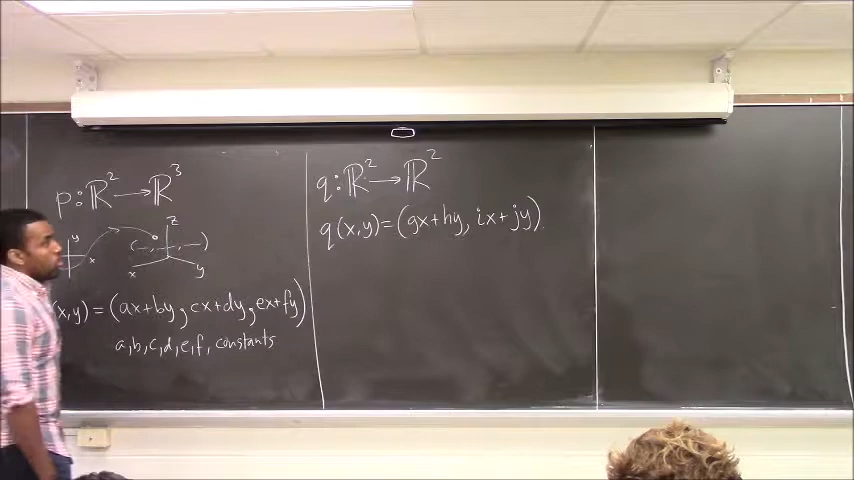 p: ℝ² → ℝ³
y
x
z
(-,-,-)
x
y
(x,y) = (ax+by, cx+dy, ex+fy)
a,b,c,d,e,f, constants
q: ℝ² → ℝ²
q(x,y) = (gx+hy, ix+jy)